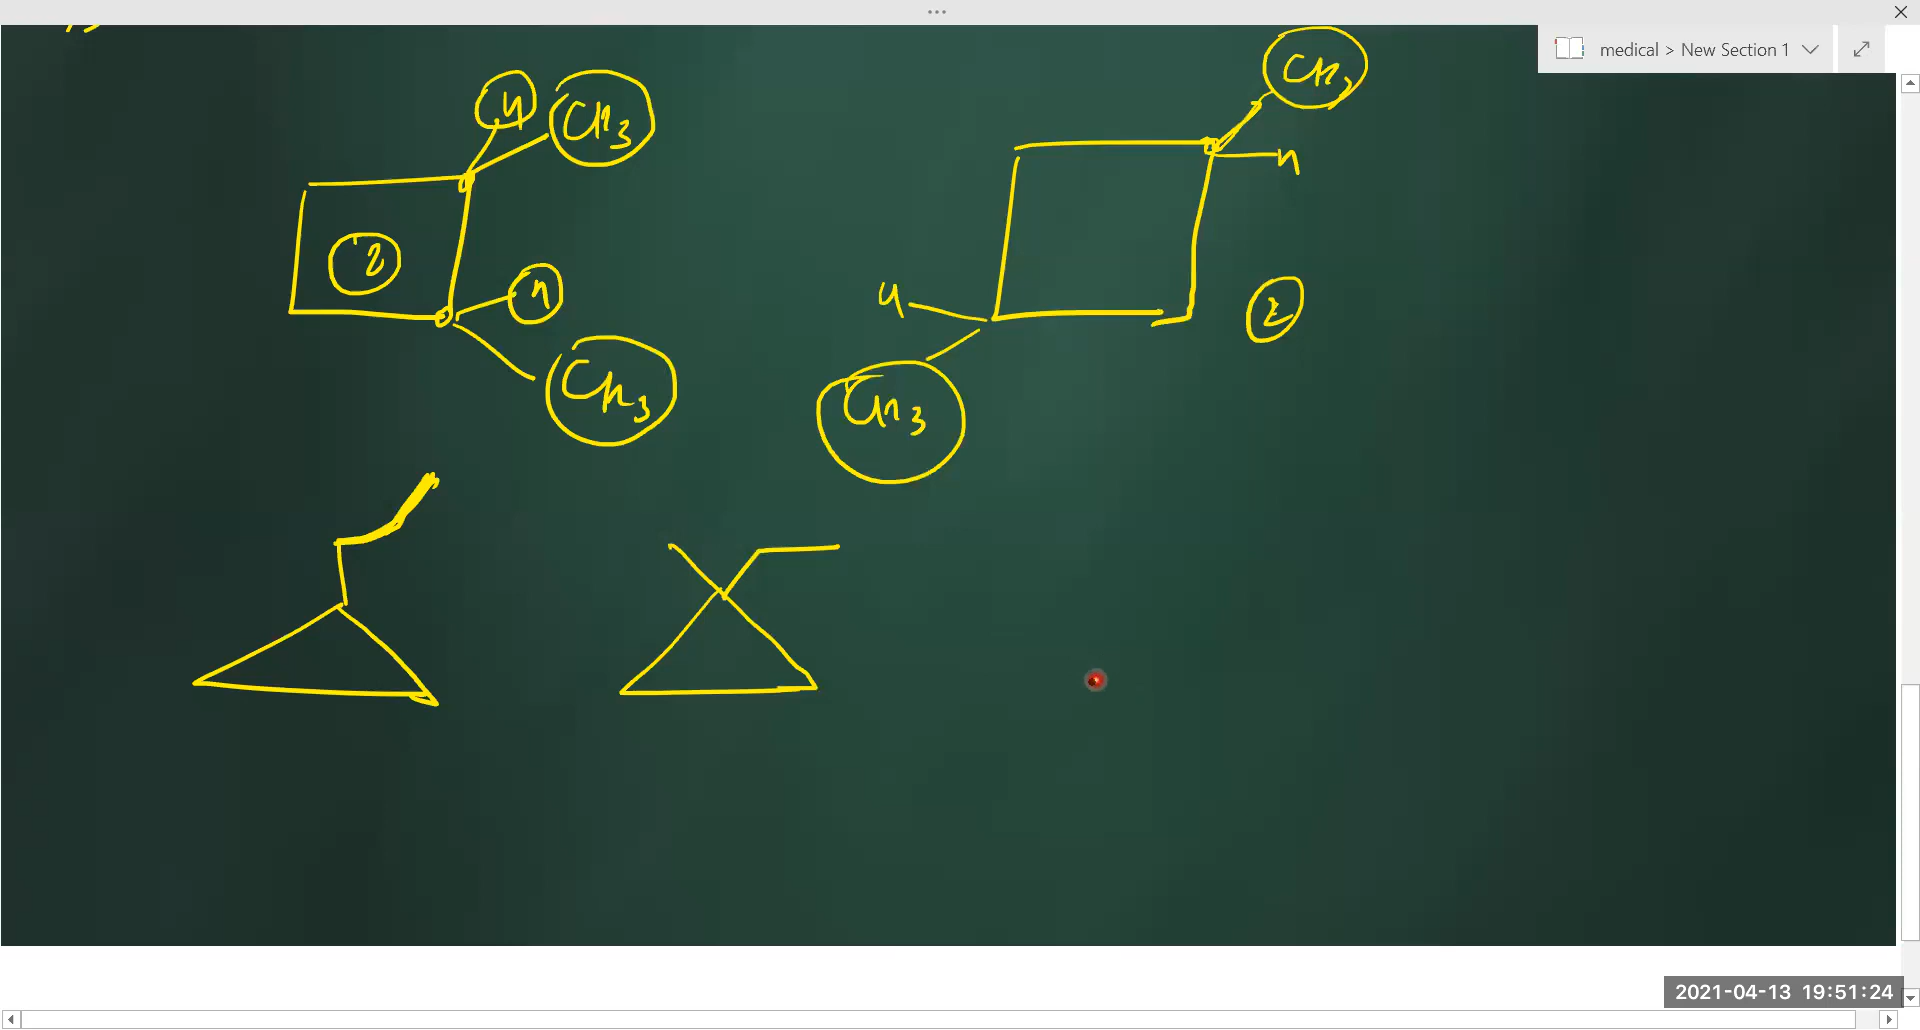 medical > New Section 1
H CH3
CH3
H
2
H
H
2
CH3
CH3
2021-04-13 19:51:24